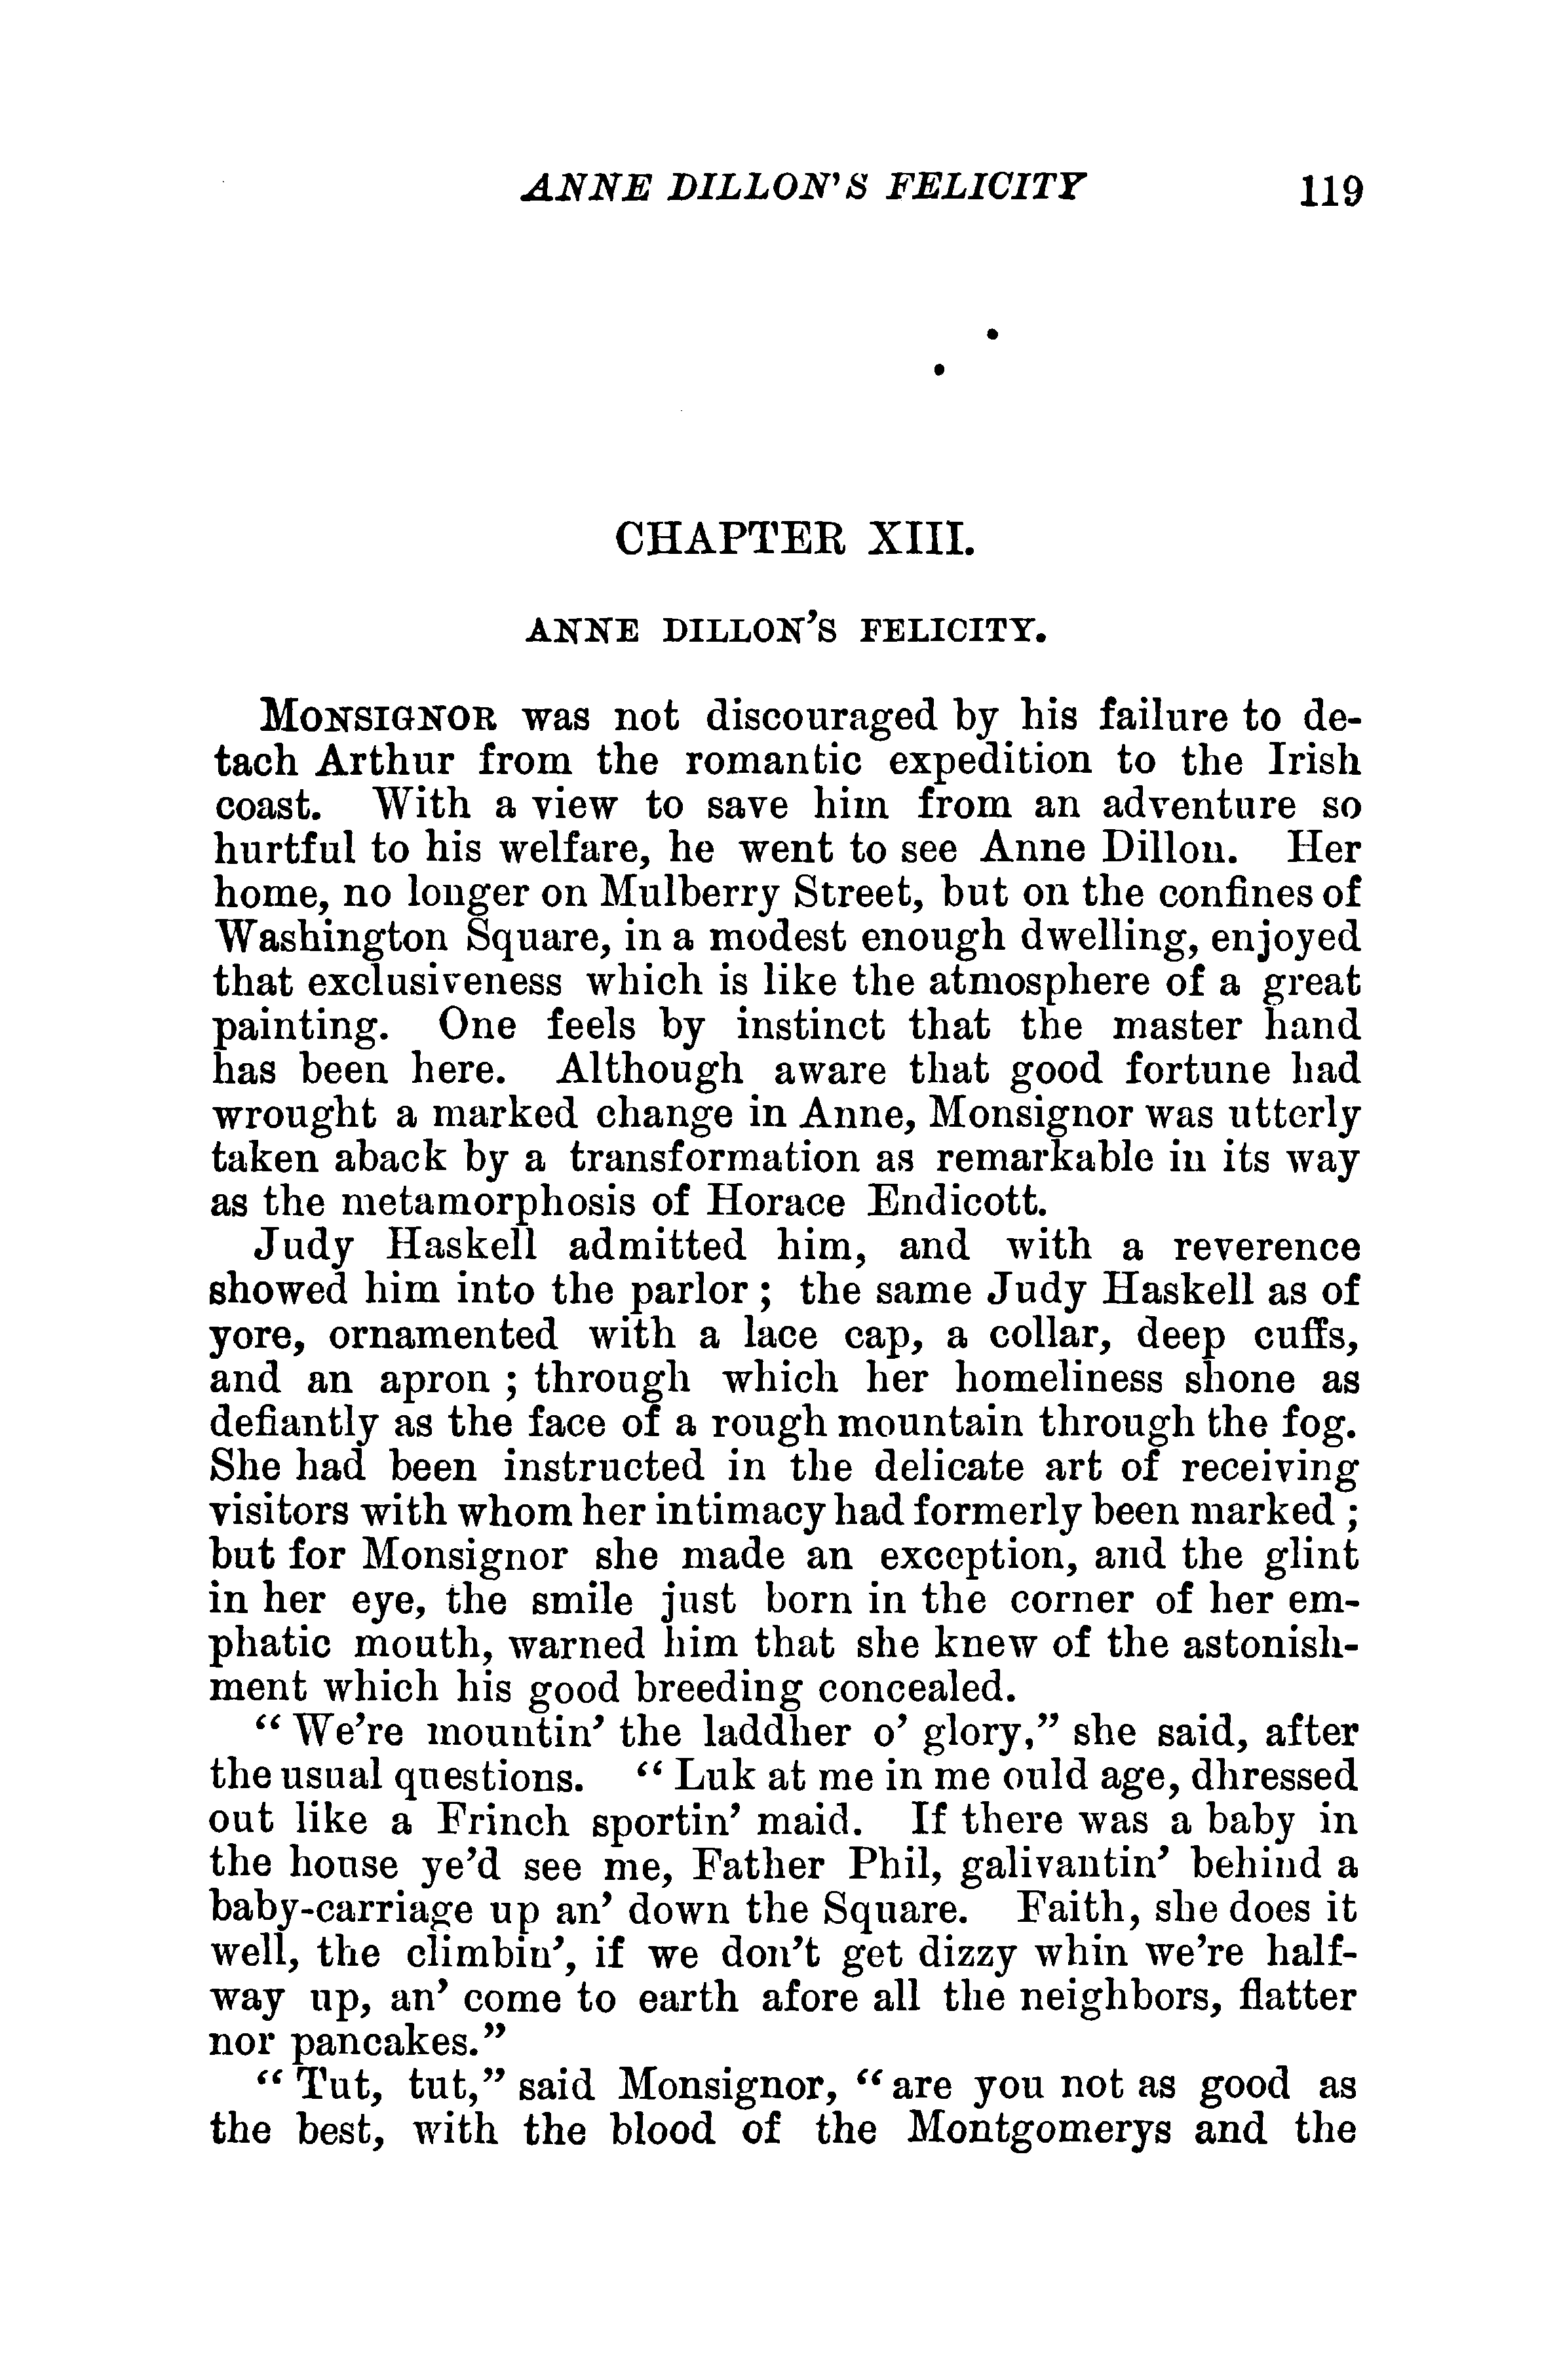 ANNE DILLON'S FELICITY 119
CHAPTER XIII.
ANNE DILLON'S FELICITY.
MONSIGNOR was not discouraged by his failure to de-
tach Arthur from the romantic expedition to the Irish
coast. With a view to save him from an adventure so
hurtful to his welfare, he went to see Anne Dillon. Her
home, no longer on Mulberry Street, but on the confines of
Washington Square, in a modest enough dwelling, enjoyed
that exclusiveness which is like the atmosphere of a great
painting. One feels by instinct that the master hand
has been here. Although aware that good fortune had
wrought a marked change in Anne, Monsignor was utterly
taken aback by a transformation as remarkable in its way
as the metamorphosis of Horace Endicott.
Judy Haskell admitted him, and with a reverence
showed him into the parlor; the same Judy Haskell as of
yore, ornamented with a lace cap, a collar, deep cuffs,
and an apron; through which her homeliness shone as
defiantly as the face of a rough mountain through the fog.
She had been instructed in the delicate art of receiving
visitors with whom her intimacy had formerly been marked;
but for Monsignor she made an exception, and the glint
in her eye, the smile just born in the corner of her em-
phatic mouth, warned him that she knew of the astonish-
ment which his good breeding concealed.
"We're mountin' the laddher o' glory," she said, after
the usual questions. "Luk at me in me ould age, dhressed
out like a Frinch sportin' maid. If there was a baby in
the house ye'd see me, Father Phil, galivantin' behind a
baby-carriage up an' down the Square. Faith, she does it
well, the climbin', if we don't get dizzy whin we're half-
way up, an' come to earth afore all the neighbors, flatter
nor pancakes."
"Tut, tut," said Monsignor, "are you not as good as
the best, with the blood of the Montgomerys and the